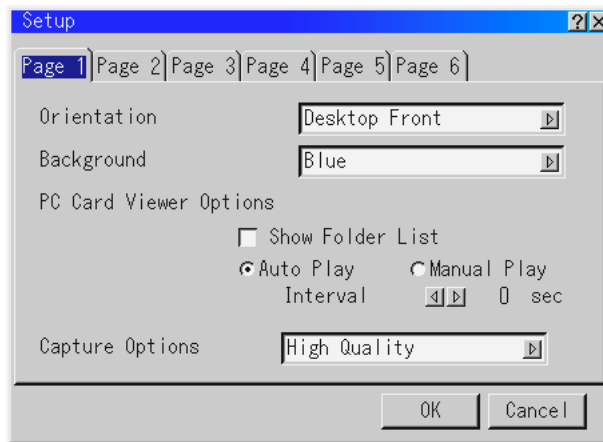 Setup ? ×
Page 1 Page 2 Page 3 Page 4 Page 5 Page 6
Orientation Desktop Front
Background Blue
PC Card Viewer Options
Show Folder List
Auto Play Manual Play
Interval 0 sec
Capture Options High Quality
OK Cancel